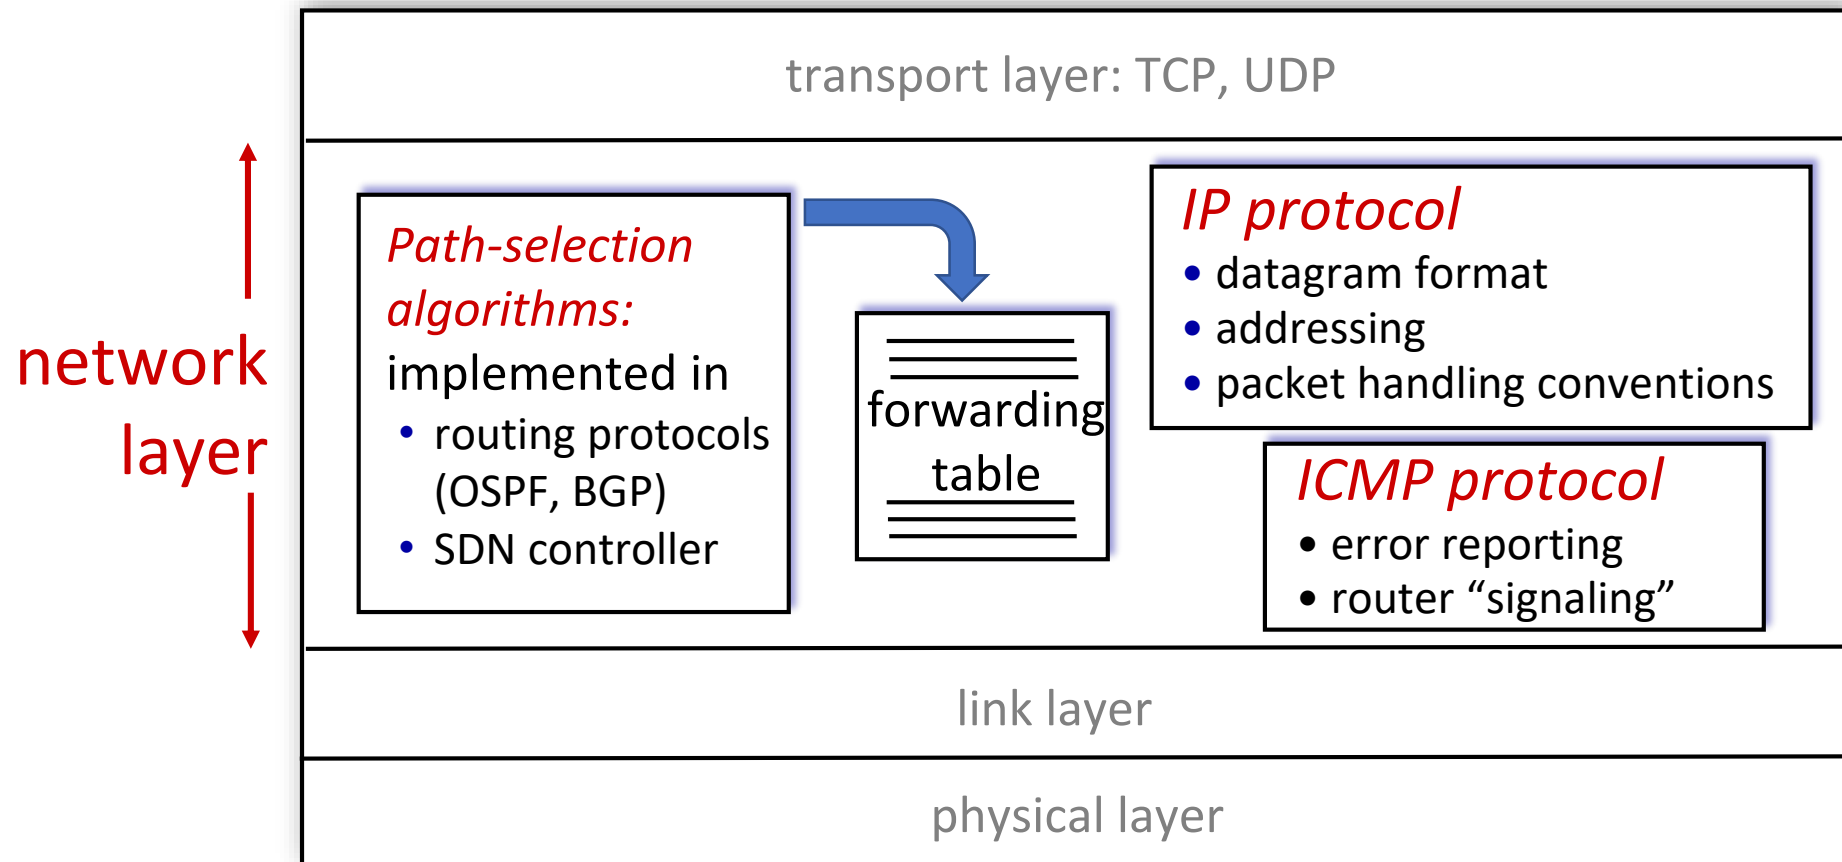 transport layer: TCP, UDP
network
layer
Path-selection
algorithms:
implemented in
• routing protocols
(OSPF, BGP)
• SDN controller
forwarding
table
IP protocol
• datagram format
• addressing
• packet handling conventions
ICMP protocol
• error reporting
• router “signaling”
link layer
physical layer